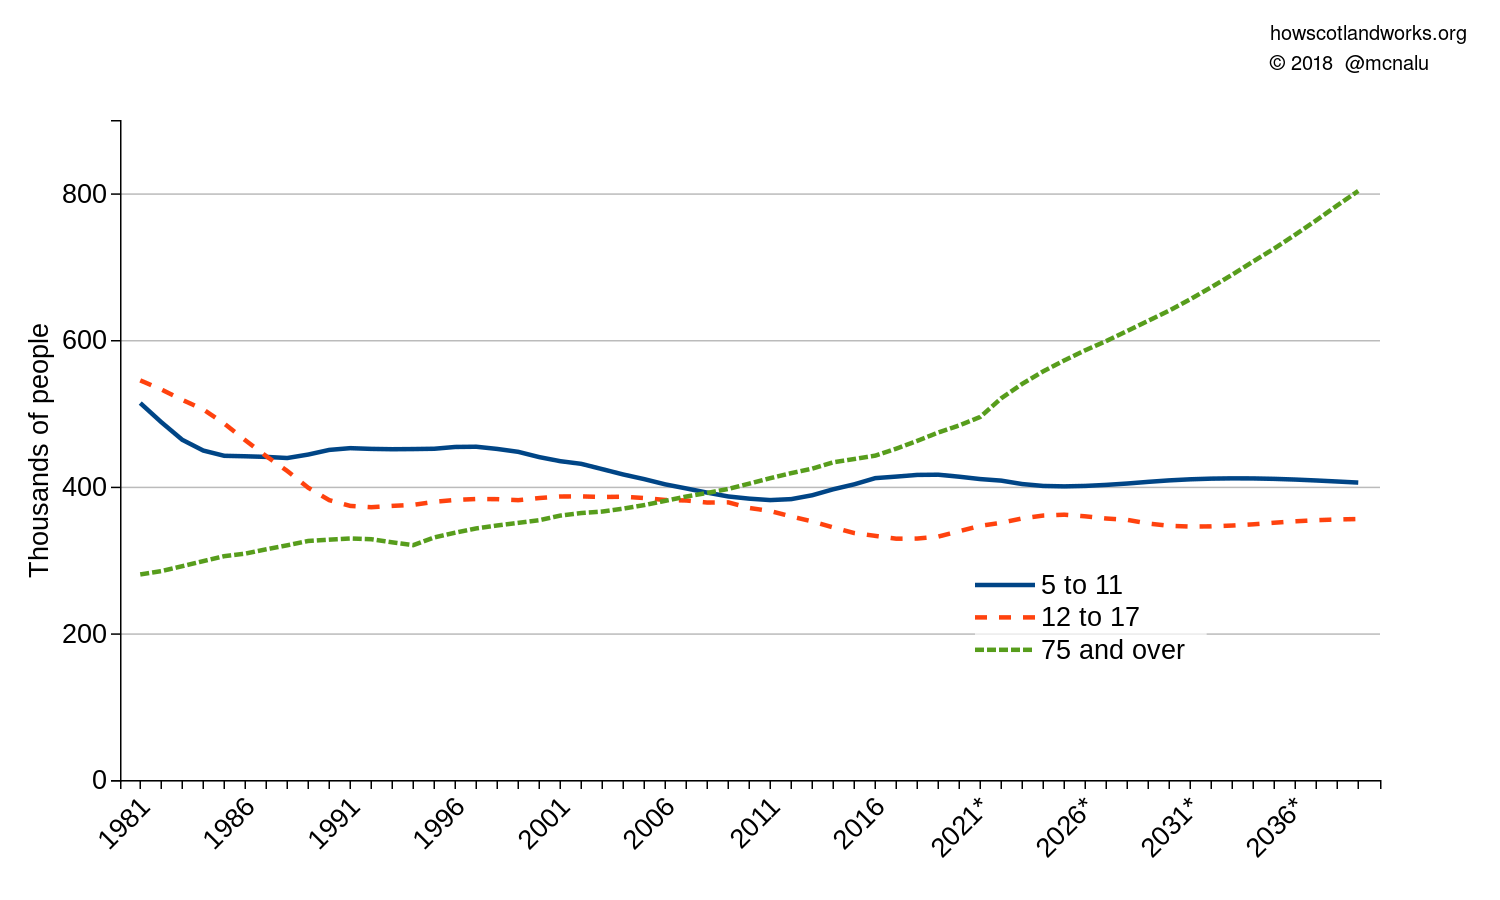 howscotlandworks.org
© 2018 @mcnalu
800
600
400
200
0
Thousands of people
5 to 11
12 to 17
75 and over
1981
1986
1991
1996
2001
2006
2011
2016
2021*
2026*
2031*
2036*